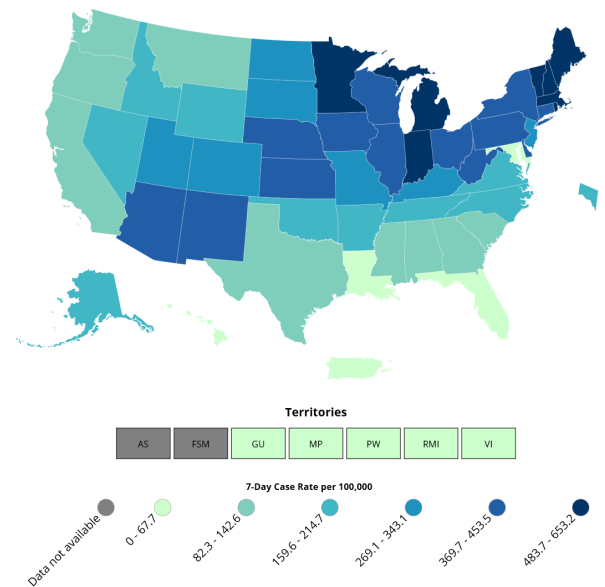 Territories
AS FSM GU MP PW RMI VI
7-Day Case Rate per 100,000
Data not available 0 - 67.7 82.3 - 142.6 159.6 - 214.7 269.1 - 343.1 369.7 - 453.5 483.7 - 653.2